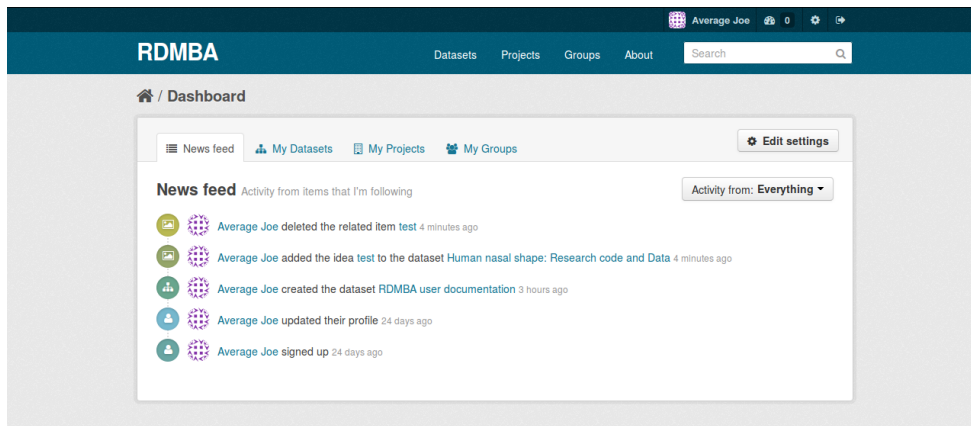 Average Joe 0
RDMBA Datasets Projects Groups About Search
/ Dashboard
News feed My Datasets My Projects My Groups Edit settings
News feed Activity from items that I'm following Activity from: Everything
Average Joe deleted the related item test 4 minutes ago
Average Joe added the idea test to the dataset Human nasal shape: Research code and Data 4 minutes ago
Average Joe created the dataset RDMBA user documentation 3 hours ago
Average Joe updated their profile 24 days ago
Average Joe signed up 24 days ago